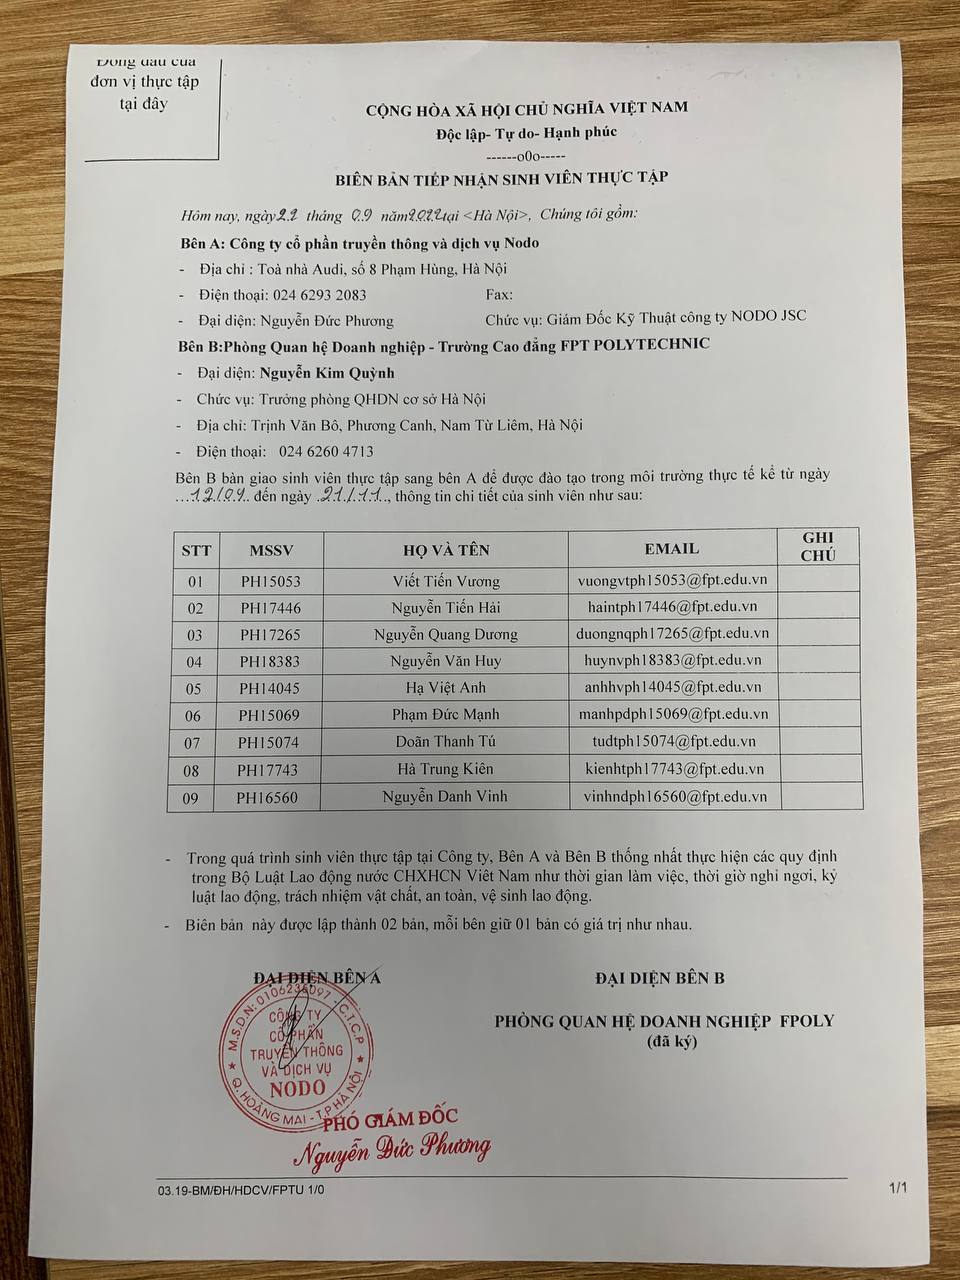 Đóng dấu của
đơn vị thực tập
tại đây
CỘNG HÒA XÃ HỘI CHỦ NGHĨA VIỆT NAM
Độc lập- Tự do- Hạnh phúc
------o0o-----
BIÊN BẢN TIẾP NHẬN SINH VIÊN THỰC TẬP
Hôm nay, ngày 22 tháng 09 năm 2022 tại <Hà Nội>, Chúng tôi gồm:
Bên A: Công ty cổ phần truyền thông và dịch vụ Nodo
- Địa chỉ : Toà nhà Audi, số 8 Phạm Hùng, Hà Nội
- Điện thoại: 024 6293 2083 Fax:
- Đại diện: Nguyễn Đức Phương Chức vụ: Giám Đốc Kỹ Thuật công ty NODO JSC
Bên B:Phòng Quan hệ Doanh nghiệp - Trường Cao đẳng FPT POLYTECHNIC
- Đại diện: Nguyễn Kim Quỳnh
- Chức vụ: Trưởng phòng QHDN cơ sở Hà Nội
- Địa chỉ: Trịnh Văn Bô, Phương Canh, Nam Từ Liêm, Hà Nội
- Điện thoại: 024 6260 4713
Bên B bàn giao sinh viên thực tập sang bên A để được đào tạo trong môi trường thực tế kể từ ngày
...12/09.. đến ngày .21/11.., thông tin chi tiết của sinh viên như sau:
STT MSSV HỌ VÀ TÊN EMAIL GHI CHÚ
01 PH15053 Viết Tiến Vương vuongvtph15053@fpt.edu.vn
02 PH17446 Nguyễn Tiến Hải haintph17446@fpt.edu.vn
03 PH17265 Nguyễn Quang Dương duongnqph17265@fpt.edu.vn
04 PH18383 Nguyễn Văn Huy huynvph18383@fpt.edu.vn
05 PH14045 Hạ Việt Anh anhhvph14045@fpt.edu.vn
06 PH15069 Phạm Đức Mạnh manhpdph15069@fpt.edu.vn
07 PH15074 Doãn Thanh Tú tudtph15074@fpt.edu.vn
08 PH17743 Hà Trung Kiên kienhtph17743@fpt.edu.vn
09 PH16560 Nguyễn Danh Vinh vinhndph16560@fpt.edu.vn
- Trong quá trình sinh viên thực tập tại Công ty, Bên A và Bên B thống nhất thực hiện các quy định
trong Bộ Luật Lao động nước CHXHCN Viêt Nam như thời gian làm việc, thời giờ nghỉ ngơi, kỷ
luật lao động, trách nhiệm vật chất, an toàn, vệ sinh lao động.
- Biên bản này được lập thành 02 bản, mỗi bên giữ 01 bản có giá trị như nhau.
ĐẠI DIỆN BÊN A ĐẠI DIỆN BÊN B
PHÒNG QUAN HỆ DOANH NGHIỆP FPOLY
(đã ký)
M.S.D.N: 0106236097 - C.T.C.P
CÔNG TY
CỔ PHẦN
TRUYỀN THÔNG
VÀ DỊCH VỤ
NODO
Q. HOÀNG MAI - T.P HÀ NỘI
PHÓ GIÁM ĐỐC
Nguyễn Đức Phương
03.19-BM/ĐH/HDCV/FPTU 1/0 1/1